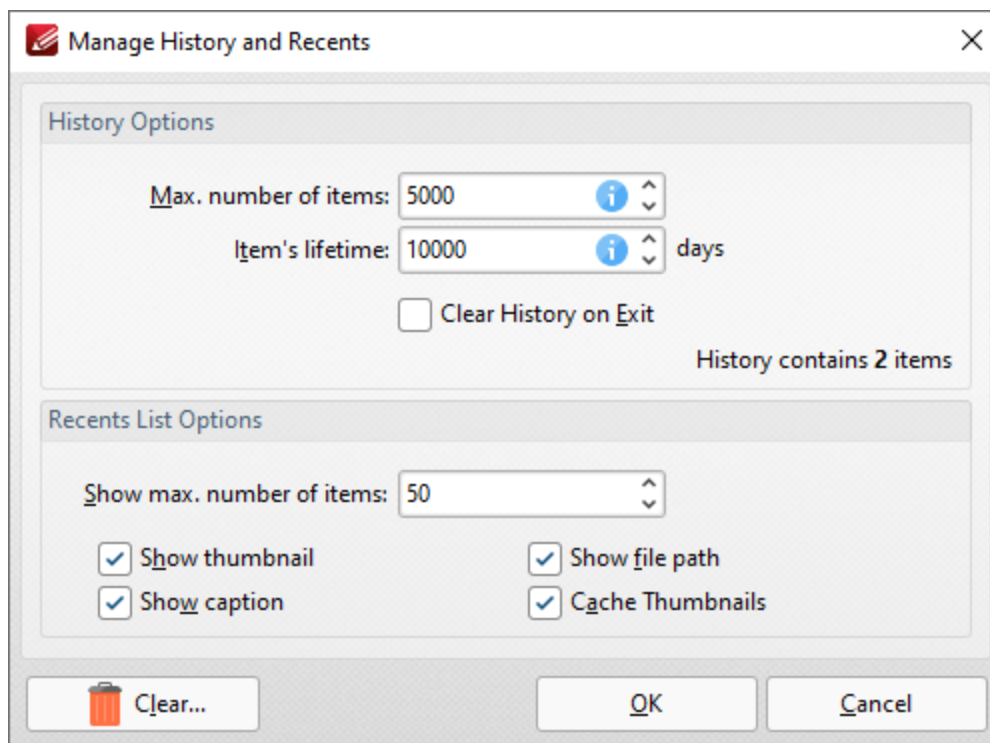 Manage History and Recents
History Options
Max. number of items: 5000
Item's lifetime: 10000 days
Clear History on Exit
History contains 2 items
Recents List Options
Show max. number of items: 50
Show thumbnail Show file path
Show caption Cache Thumbnails
Clear... OK Cancel